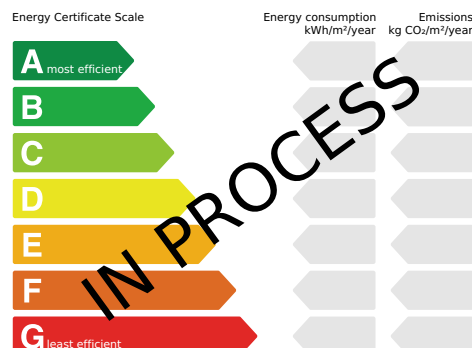 Energy Certificate Scale
Energy consumption
kWh/m²/year
Emissions
kg CO₂/m²/year
A most efficient
B
C
D
E
F
G least efficient
IN PROCESS